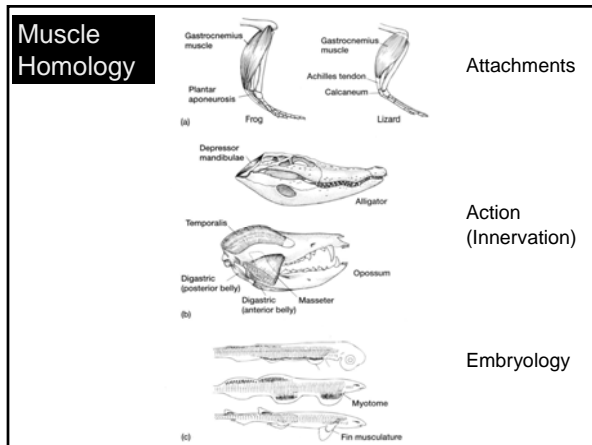 Muscle
Homology
Gastrocnemius
muscle
Plantar
aponeurosis
Frog
Gastrocnemius
muscle
Achilles tendon
Calcaneum
Lizard
(a)
Attachments
Depressor
mandibulae
Alligator
Temporalis
Opossum
Digastric
(posterior belly)
Digastric
(anterior belly)
Masseter
(b)
Action
(Innervation)
Myotome
Fin musculature
(c)
Embryology